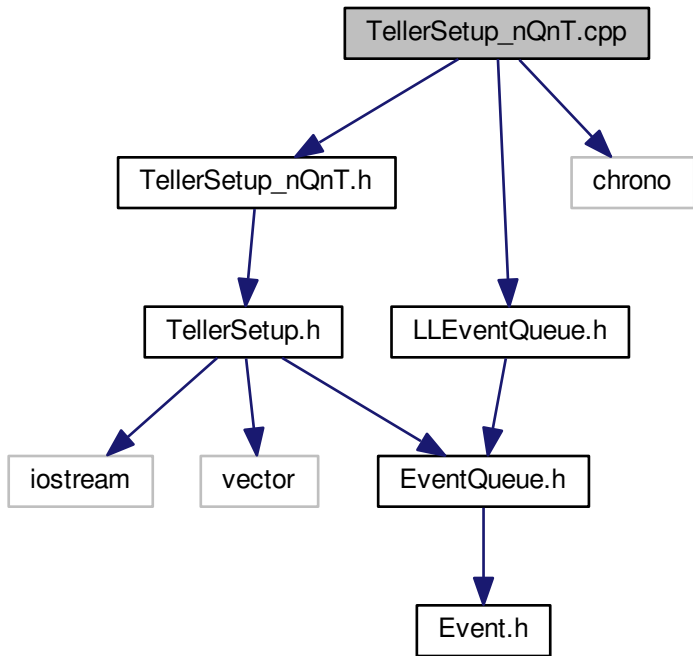 TellerSetup_nQnT.cpp
TellerSetup_nQnT.h
chrono
TellerSetup.h
LLEventQueue.h
iostream
vector
EventQueue.h
Event.h